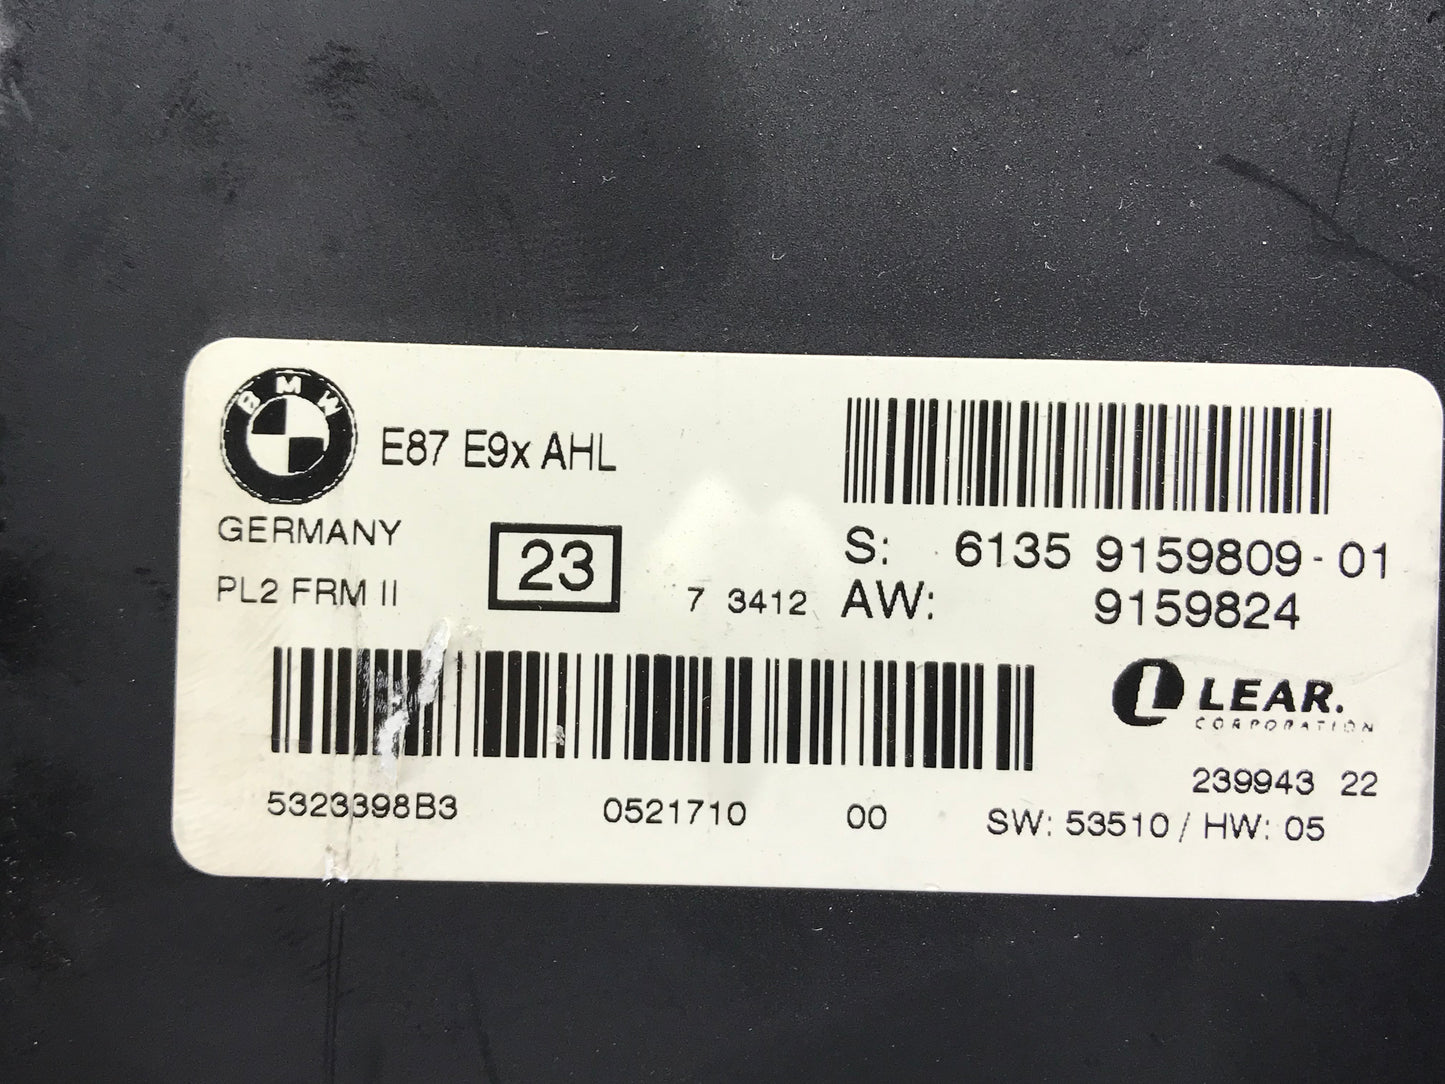 BMW
E87 E9x AHL
GERMANY
PL2 FRM II
23
7 3412
S: 6135 9159809-01
AW: 9159824
LEAR.
CORPORATION
239943 22
5323398B3 0521710 00 SW: 53510 / HW: 05